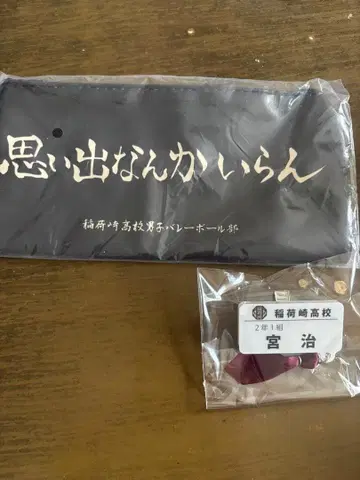 思い出なんかいらん
稲荷崎高校男子バレーボール部
稲荷崎高校
2年1組
宮 治